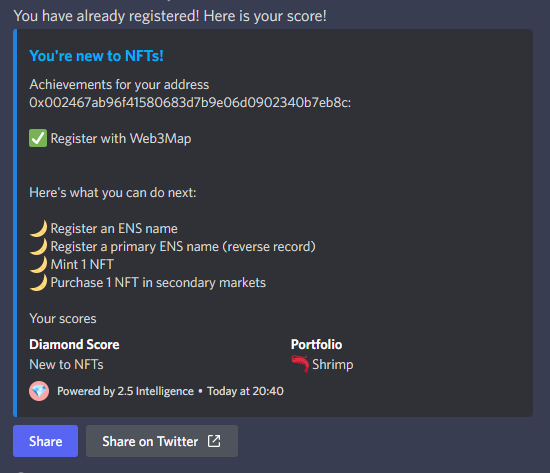 You have already registered! Here is your score!
You're new to NFTs!
Achievements for your address
0x002467ab96f41580683d7b9e06d0902340b7eb8c:
Register with Web3Map
Here's what you can do next:
Register an ENS name
Register a primary ENS name (reverse record)
Mint 1 NFT
Purchase 1 NFT in secondary markets
Your scores
Diamond Score
New to NFTs
Portfolio
Shrimp
Powered by 2.5 Intelligence • Today at 20:40
Share
Share on Twitter